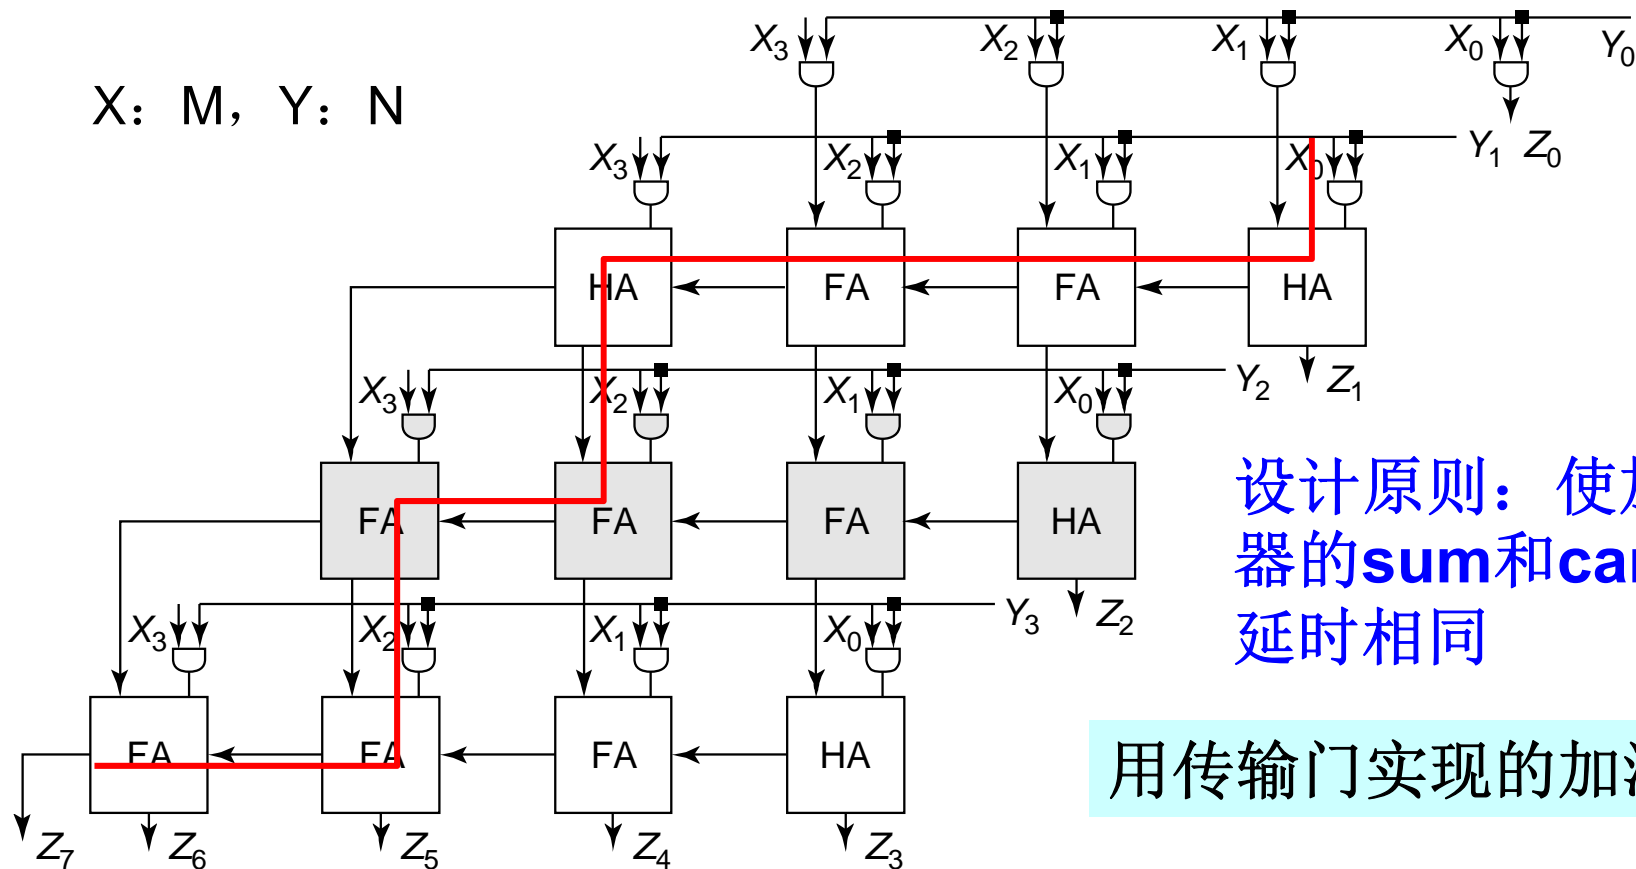 X₃ X₂ X₁ X₀ Y₀
X：M，Y：N
X₃ X₂ X₁ X₀ Y₁ Z₀
HA FA FA HA
X₃ X₂ X₁ X₀ Y₂ Z₁
FA FA FA HA
设计原则：使
器的sum和
延时相同
X₃ X₂ X₁ X₀ Y₃ Z₂
FA FA FA HA
用传输门实现的加
Z₇ Z₆ Z₅ Z₄ Z₃